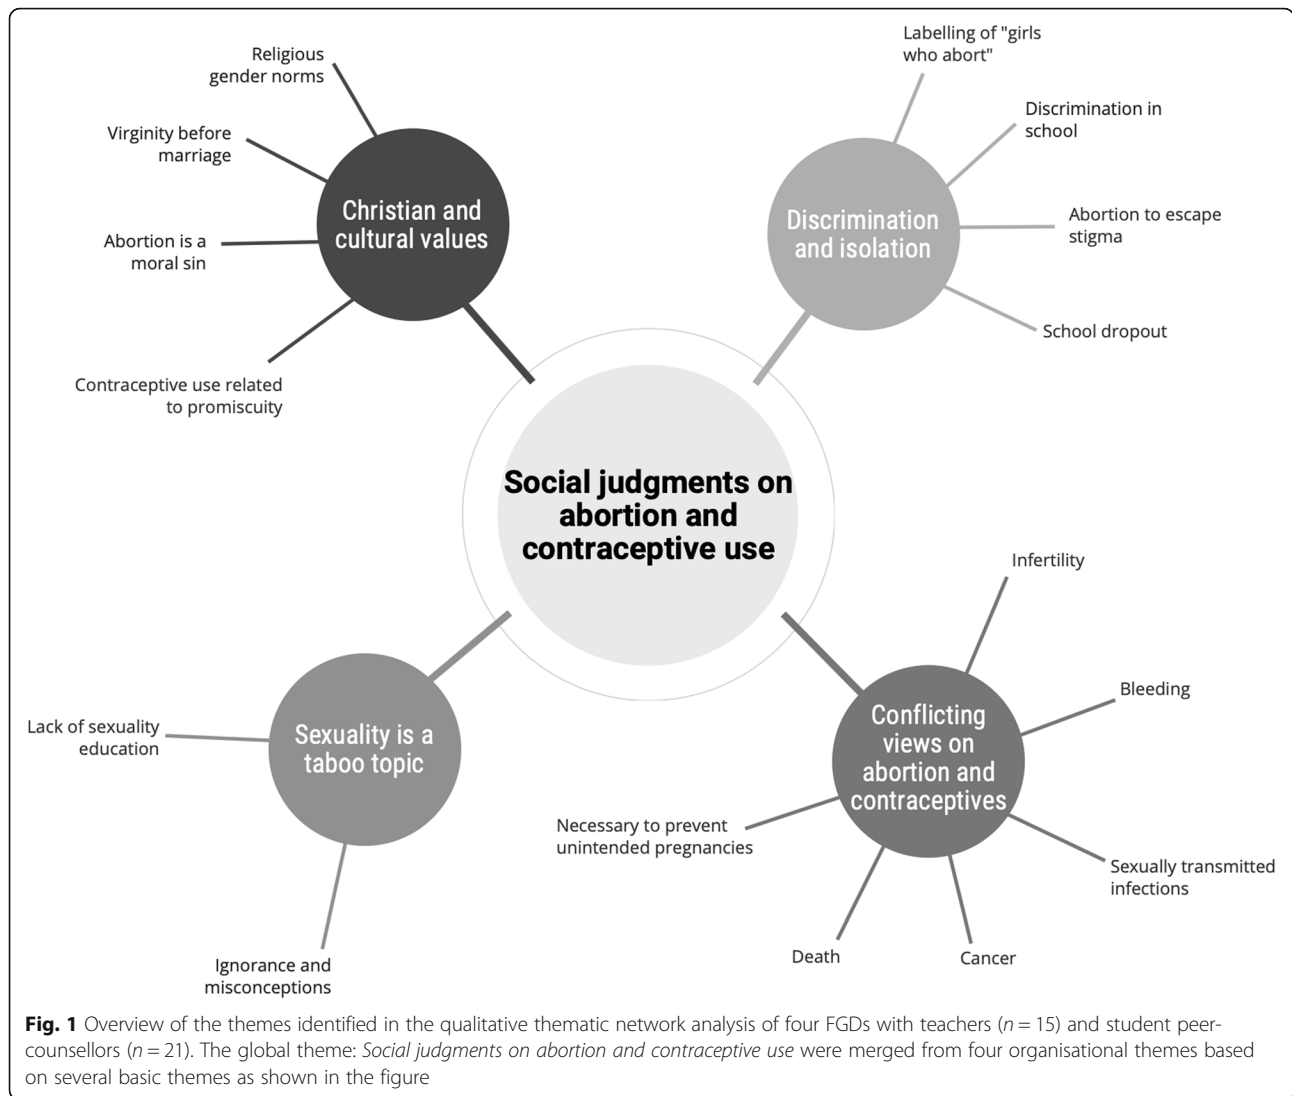 Religious
gender norms
Virginity before
marriage
Abortion is a
moral sin
Contraceptive use related
to promiscuity
Christian and
cultural values
Labelling of "girls
who abort"
Discrimination in
school
Abortion to escape
stigma
School dropout
Discrimination
and isolation
Social judgments on
abortion and
contraceptive use
Lack of sexuality
education
Ignorance and
misconceptions
Sexuality is a
taboo topic
Infertility
Bleeding
Conflicting
views on
abortion and
contraceptives
Necessary to prevent
unintended pregnancies
Sexually transmitted
infections
Death
Cancer
Fig. 1 Overview of the themes identified in the qualitative thematic network analysis of four FGDs with teachers (n = 15) and student peer-
counsellors (n = 21). The global theme: Social judgments on abortion and contraceptive use were merged from four organisational themes based
on several basic themes as shown in the figure